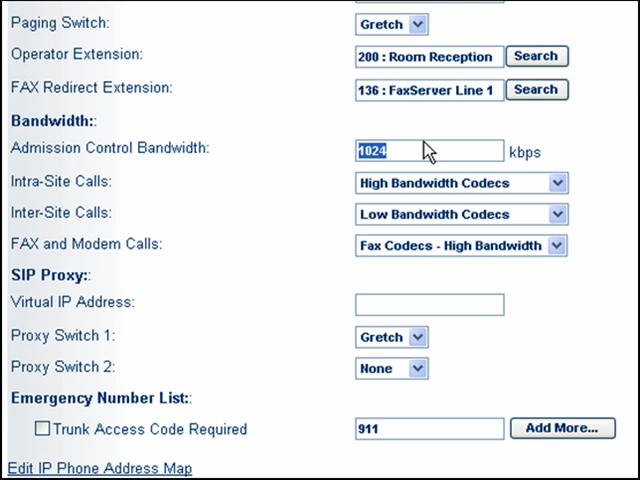 Paging Switch: Gretch
Operator Extension: 200 : Room Reception Search
FAX Redirect Extension: 136 : FaxServer Line 1 Search
Bandwidth::
Admission Control Bandwidth: 1024 kbps
Intra-Site Calls: High Bandwidth Codecs
Inter-Site Calls: Low Bandwidth Codecs
FAX and Modem Calls: Fax Codecs - High Bandwidth
SIP Proxy::
Virtual IP Address:
Proxy Switch 1: Gretch
Proxy Switch 2: None
Emergency Number List::
Trunk Access Code Required 911 Add More...
Edit IP Phone Address Map